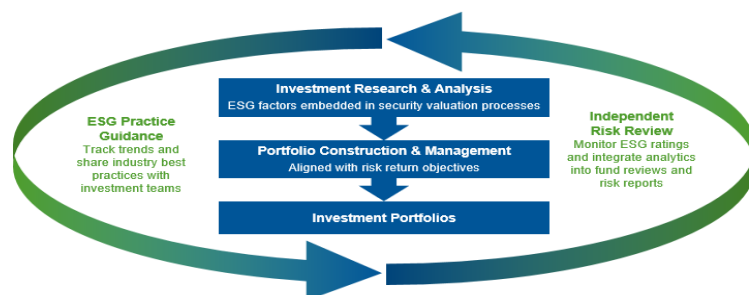 Investment Research & Analysis
ESG factors embedded in security valuation processes
ESG Practice
Guidance
Track trends and
share industry best
practices with
investment teams
Portfolio Construction & Management
Aligned with risk return objectives
Independent
Risk Review
Monitor ESG ratings
and integrate analytics
into fund reviews and
risk reports
Investment Portfolios